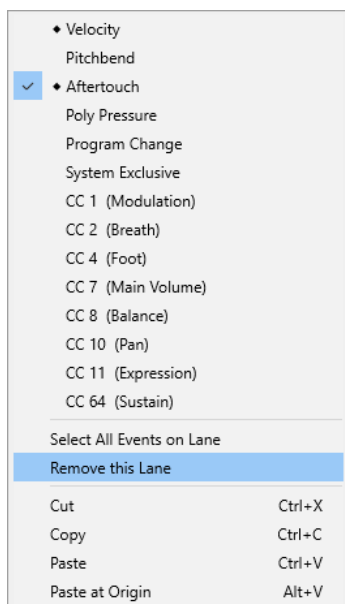 ◆ Velocity
Pitchbend
✓ ◆ Aftertouch
Poly Pressure
Program Change
System Exclusive
CC 1 (Modulation)
CC 2 (Breath)
CC 4 (Foot)
CC 7 (Main Volume)
CC 8 (Balance)
CC 10 (Pan)
CC 11 (Expression)
CC 64 (Sustain)
Select All Events on Lane
Remove this Lane
Cut Ctrl+X
Copy Ctrl+C
Paste Ctrl+V
Paste at Origin Alt+V